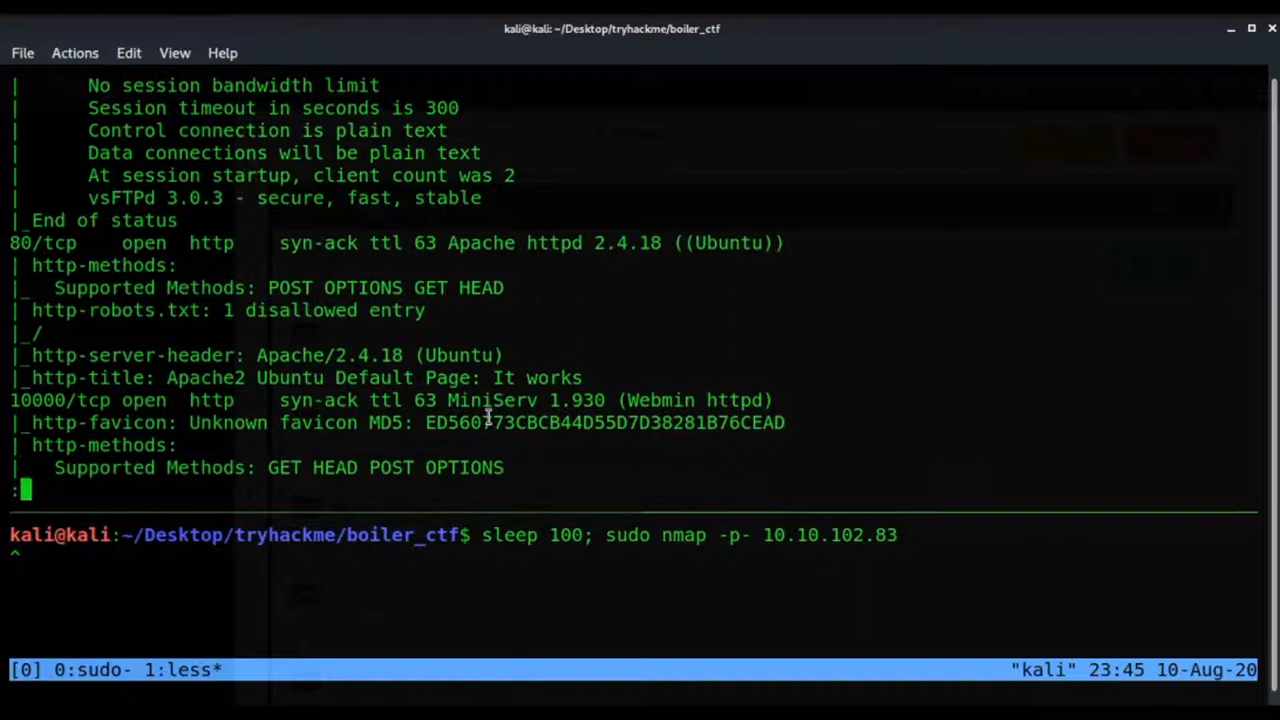 kali@kali: ~/Desktop/tryhackme/boiler_ctf
File Actions Edit View Help
| No session bandwidth limit
| Session timeout in seconds is 300
| Control connection is plain text
| Data connections will be plain text
| At session startup, client count was 2
| vsFTPd 3.0.3 - secure, fast, stable
|_End of status
80/tcp open http syn-ack ttl 63 Apache httpd 2.4.18 ((Ubuntu))
| http-methods:
|_ Supported Methods: POST OPTIONS GET HEAD
| http-robots.txt: 1 disallowed entry
|_/
|_http-server-header: Apache/2.4.18 (Ubuntu)
|_http-title: Apache2 Ubuntu Default Page: It works
10000/tcp open http syn-ack ttl 63 MiniServ 1.930 (Webmin httpd)
|_http-favicon: Unknown favicon MD5: ED560773CBCB44D55D7D38281B76CEAD
| http-methods:
| Supported Methods: GET HEAD POST OPTIONS
:
kali@kali:~/Desktop/tryhackme/boiler_ctf$ sleep 100; sudo nmap -p- 10.10.102.83
^
[0] 0:sudo- 1:less* "kali" 23:45 10-Aug-20